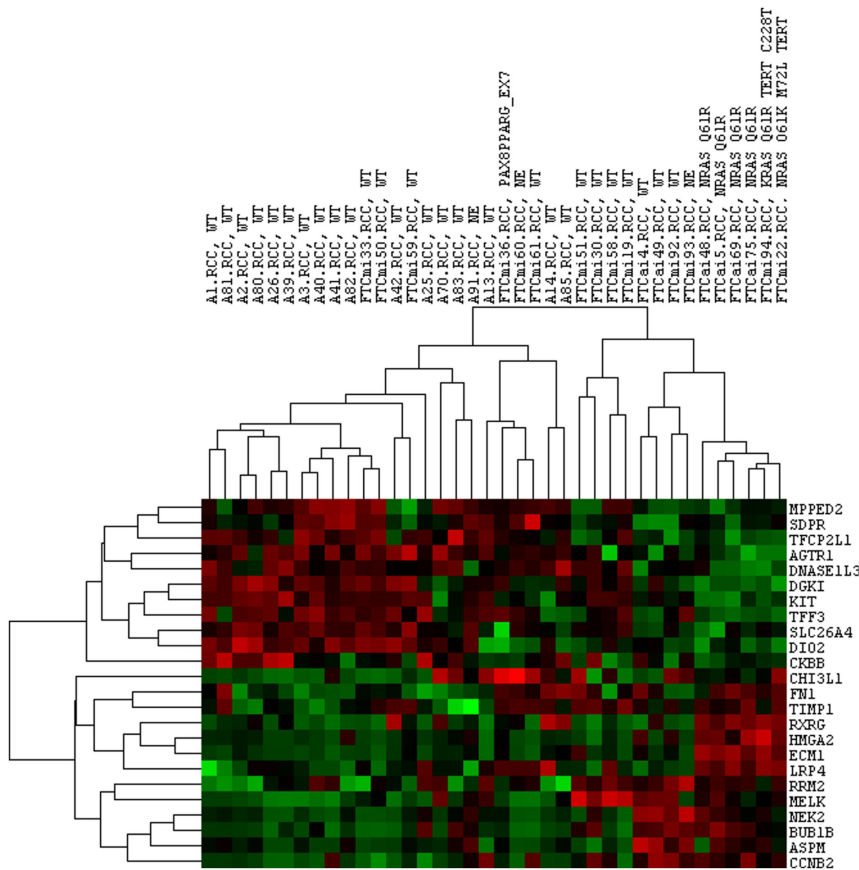 A1.RCC, WT
A81.RCC, WT
A2.RCC, WT
A80.RCC, WT
A26.RCC, WT
A39.RCC, WT
A3.RCC, WT
A40.RCC, WT
A41.RCC, WT
A82.RCC, WT
FTCmi33.RCC, WT
FTCmi50.RCC, WT
A42.RCC, WT
FTCmi59.RCC, WT
A25.RCC, WT
A70.RCC, WT
A83.RCC, WT
A91.RCC, NE
A13.RCC, WT
FTCmi36.RCC, PAX8PPARG_EX7
FTCmi60.RCC, NE
FTCmi61.RCC, WT
A14.RCC, WT
A85.RCC, WT
FTCmi51.RCC, WT
FTCmi30.RCC, WT
FTCmi58.RCC, WT
FTCmi19.RCC, WT
FTCai4.RCC, WT
FTCai49.RCC, WT
FTCmi92.RCC, WT
FTCmi93.RCC, NE
FTCai48.RCC, NRAS Q61R
FTCai5.RCC, NRAS Q61R
FTCai69.RCC, NRAS Q61R
FTCai75.RCC, NRAS Q61R
FTCmi94.RCC, KRAS Q61R TERT C228T
FTCmi22.RCC, NRAS Q61K M72L TERT
MPPED2
SDPR
TFCP2L1
AGTR1
DNASE1L3
DGKI
KIT
TFF3
SLC26A4
DIO2
CKBB
CHI3L1
FN1
TIMP1
RXRG
HMGA2
ECM1
LRP4
RRM2
MELK
NEK2
BUB1B
ASPM
CCNB2